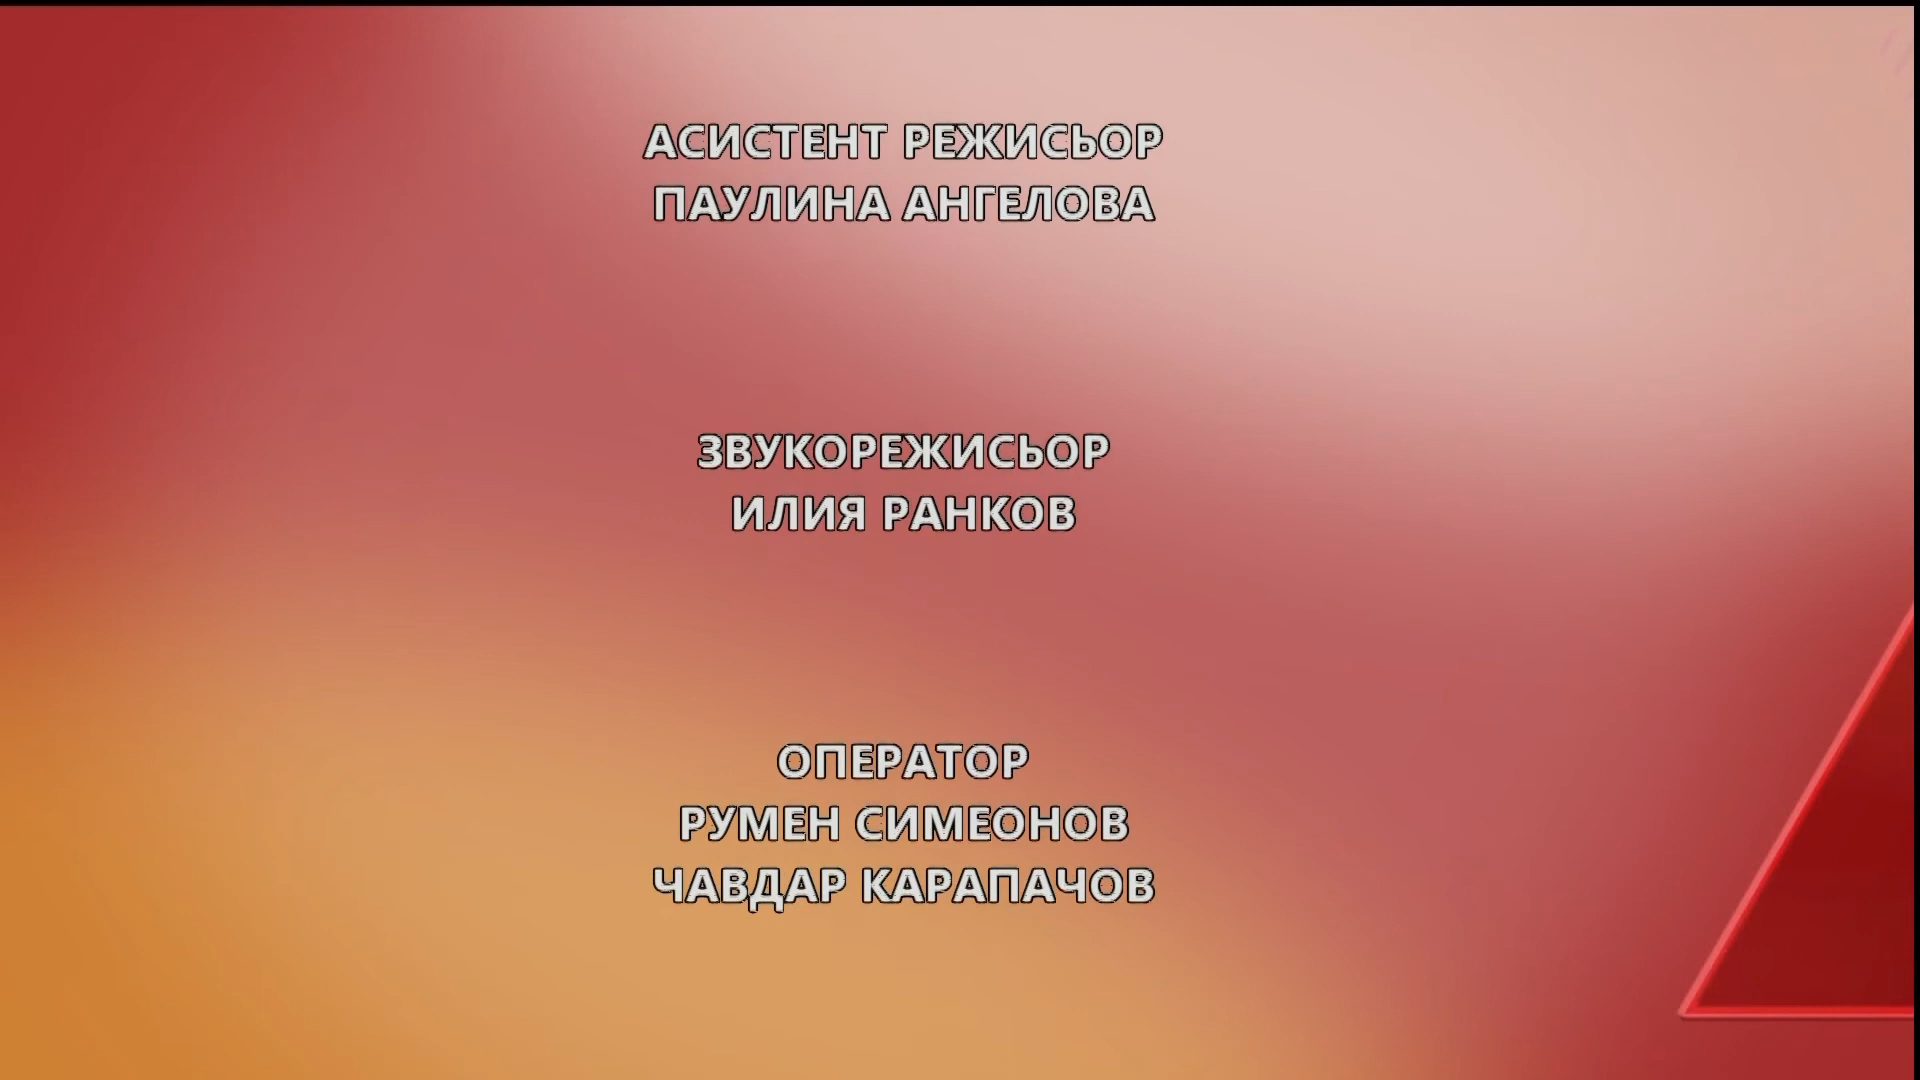 АСИСТЕНТ РЕЖИСЬОР
ПАУЛИНА АНГЕЛОВА
ЗВУКОРЕЖИСЬОР
ИЛИЯ РАНКОВ
ОПЕРАТОР
РУМЕН СИМЕОНОВ
ЧАВДАР КАРАПАЧОВ